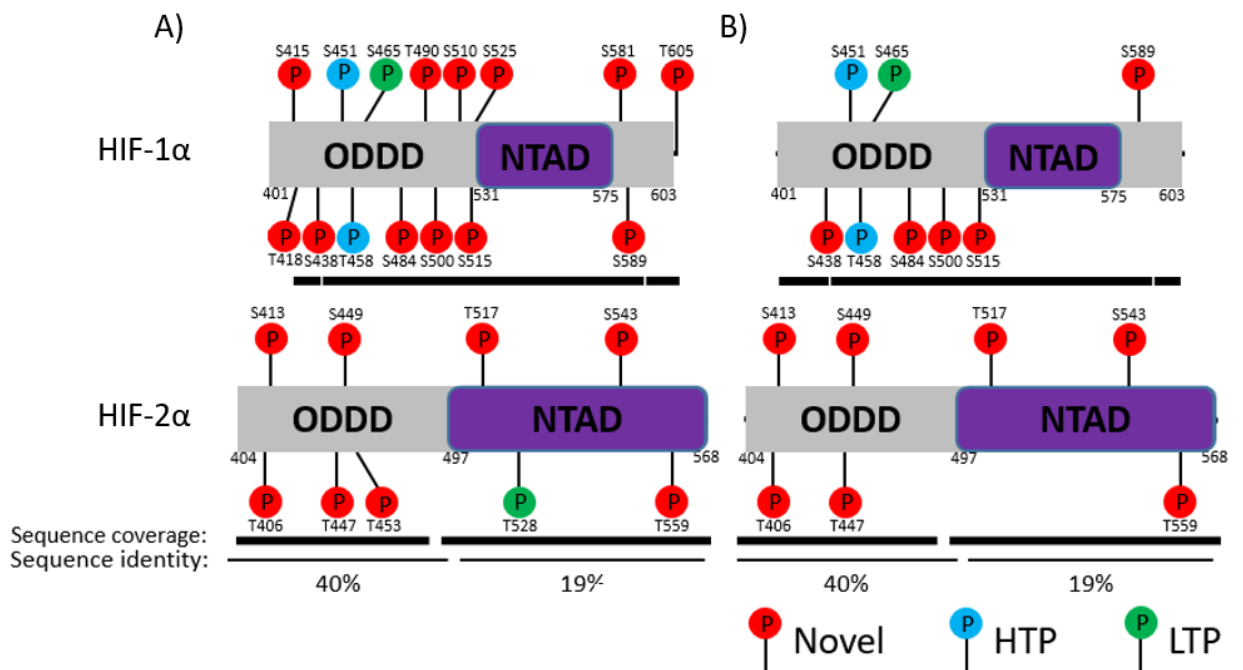 A)
B)
S415 S451 S465 T490 S510 S525 S581 T605
S451 S465 S589
P P P P P P P P
P P P
HIF-1α
ODDD NTAD
ODDD NTAD
401 531 575 603
401 531 575 603
P P P P P P P
P P P P P
T418 S438 T458 S484 S500 S515 S589
S438 T458 S484 S500 S515
S413 S449 T517 S543
S413 S449 T517 S543
P P P P
P P P P
HIF-2α
ODDD NTAD
ODDD NTAD
404 497 568
404 497 568
P P P P P
P P P
T406 T447 T453 T528 T559
T406 T447 T559
Sequence coverage:
Sequence identity:
40% 19%
40% 19%
P Novel P HTP P LTP